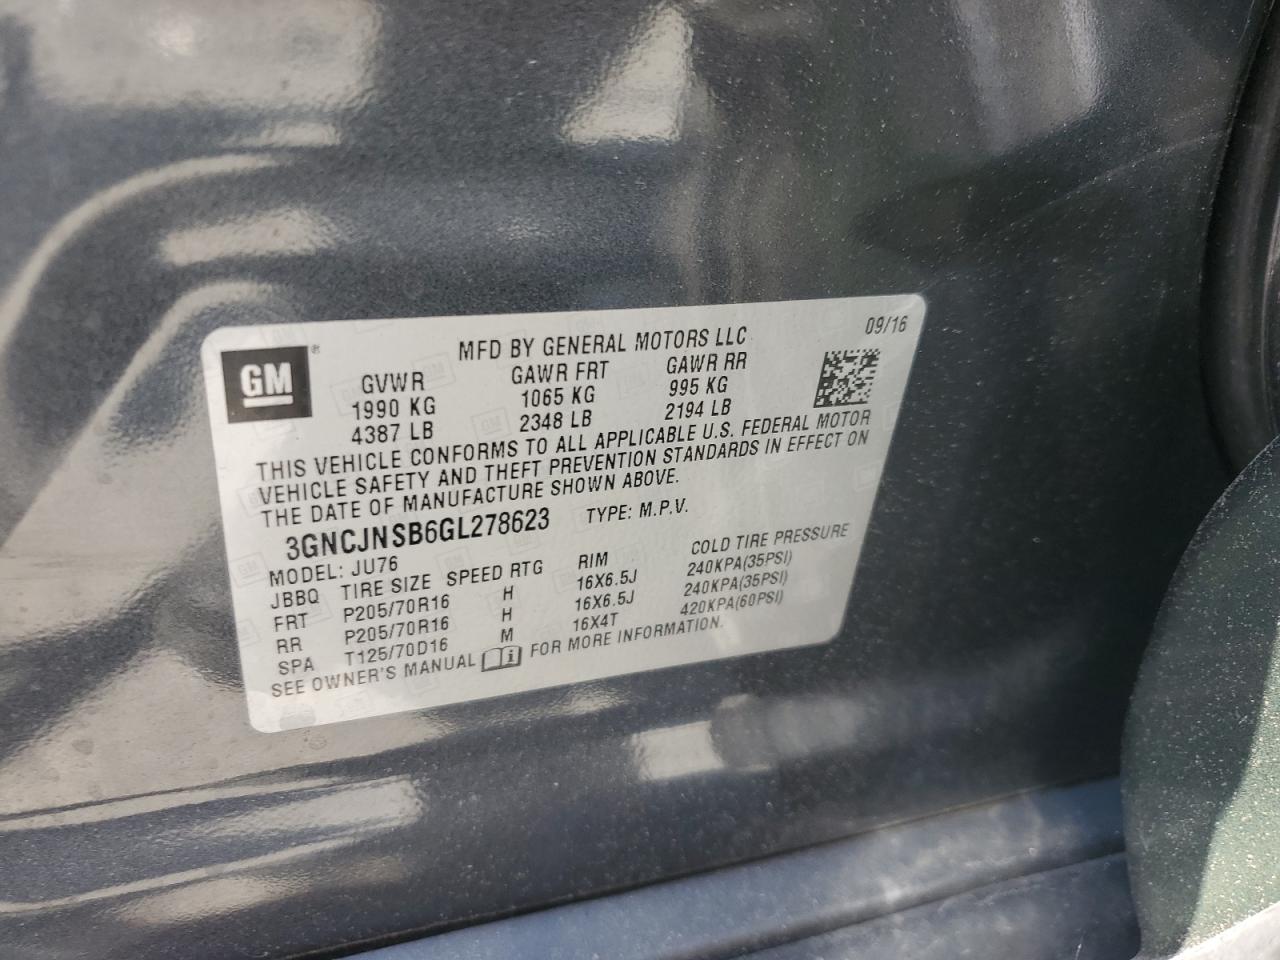 GM ®
MFD BY GENERAL MOTORS LLC 09/16
GVWR GAWR FRT GAWR RR
1990 KG 1065 KG 995 KG
4387 LB 2348 LB 2194 LB
THIS VEHICLE CONFORMS TO ALL APPLICABLE U.S. FEDERAL MOTOR
VEHICLE SAFETY AND THEFT PREVENTION STANDARDS IN EFFECT ON
THE DATE OF MANUFACTURE SHOWN ABOVE.
3GNCJNSB6GL278623 TYPE: M.P.V.
MODEL: JU76
JBBQ TIRE SIZE SPEED RTG RIM COLD TIRE PRESSURE
FRT P205/70R16 H 16X6.5J 240KPA(35PSI)
RR P205/70R16 H 16X6.5J 240KPA(35PSI)
SPA T125/70D16 M 16X4T 420KPA(60PSI)
SEE OWNER'S MANUAL FOR MORE INFORMATION.